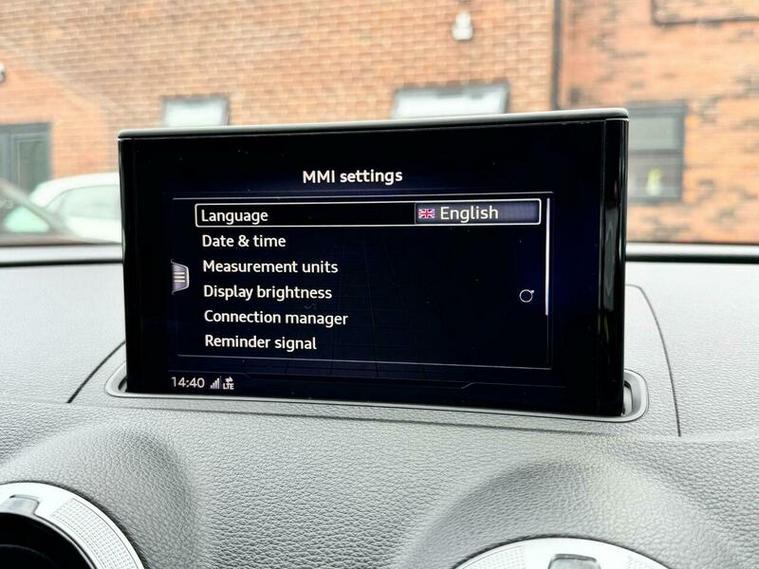 MMI settings
Language English
Date & time
Measurement units
Display brightness
Connection manager
Reminder signal
14:40 LTE